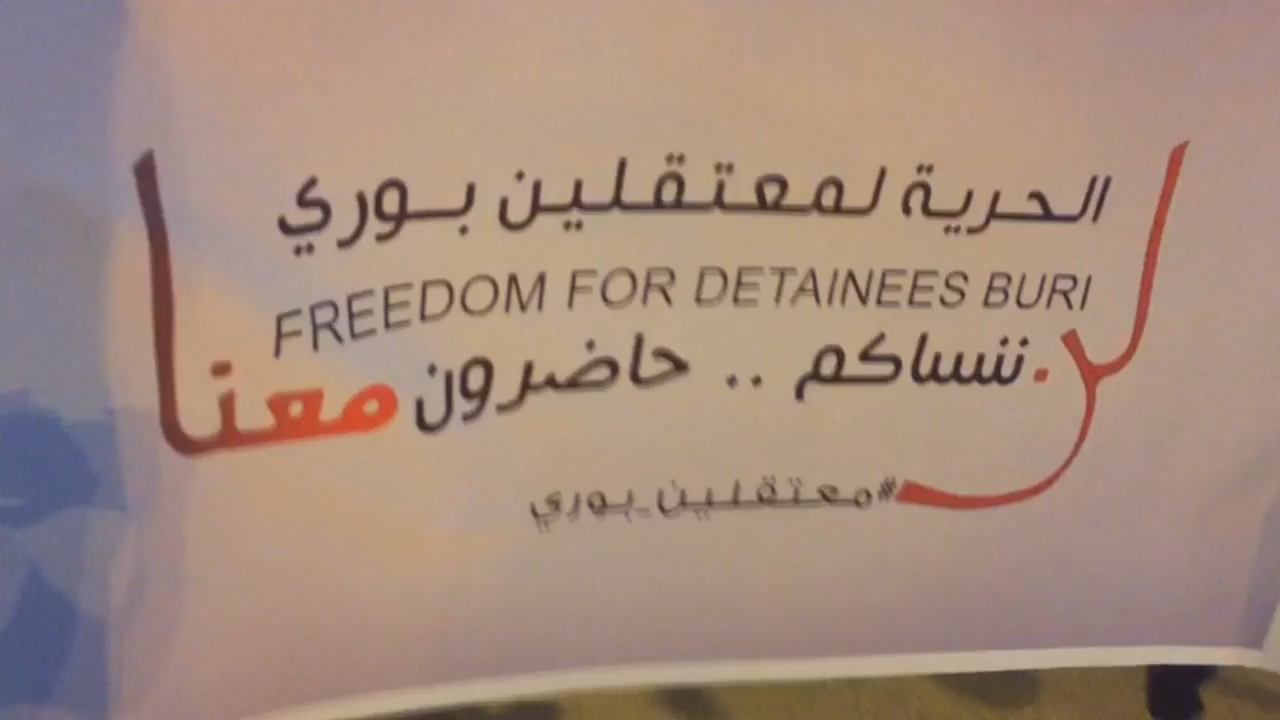 الحرية لمعتقلين بوري
FREEDOM FOR DETAINEES BURI
لن ننساكم .. حاضرون معنا
#معتقلين_بوري